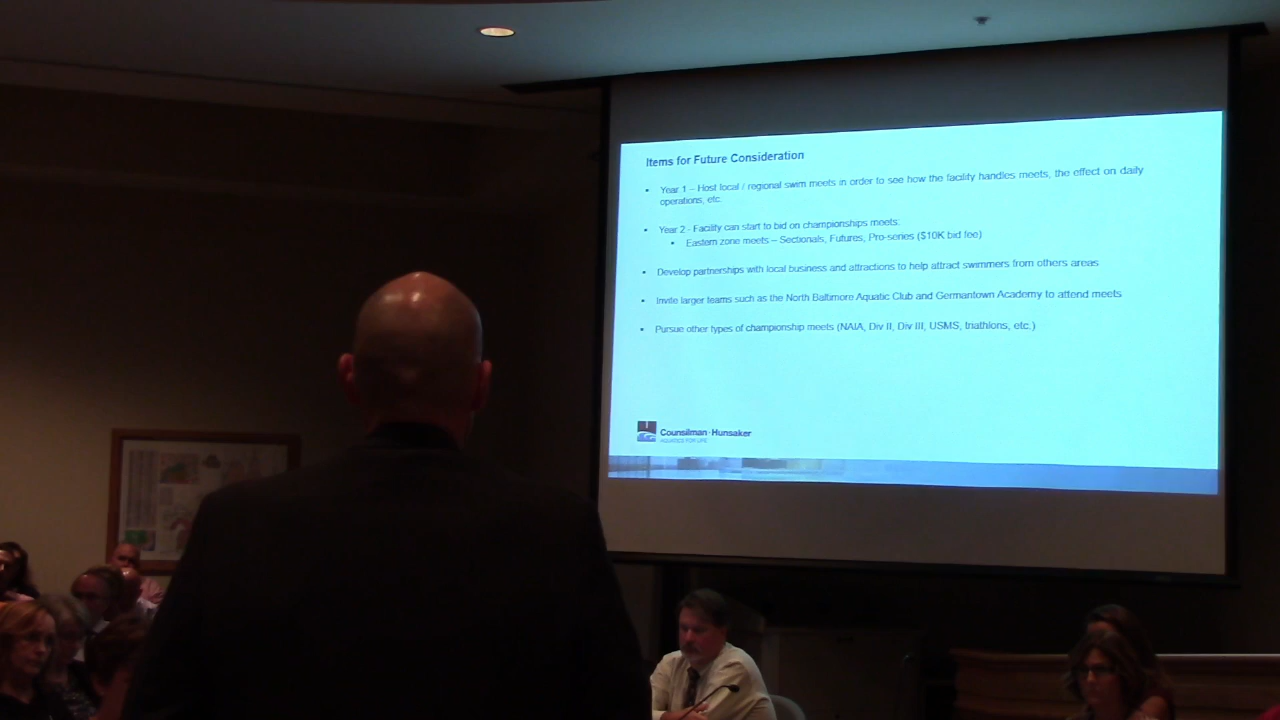 Items for Future Consideration
• Year 1 – Host local / regional swim meets in order to see how the facility handles meets, the effect on daily
operations, etc.
• Year 2 - Facility can start to bid on championships meets:
• Eastern zone meets – Sectionals, Futures, Pro-series ($10K bid fee)
• Develop partnerships with local business and attractions to help attract swimmers from others areas
• Invite larger teams such as the North Baltimore Aquatic Club and Germantown Academy to attend meets
• Pursue other types of championship meets (NAIA, Div II, Div III, USMS, triathlons, etc.)
Counsilman·Hunsaker
AQUATICS FOR LIFE